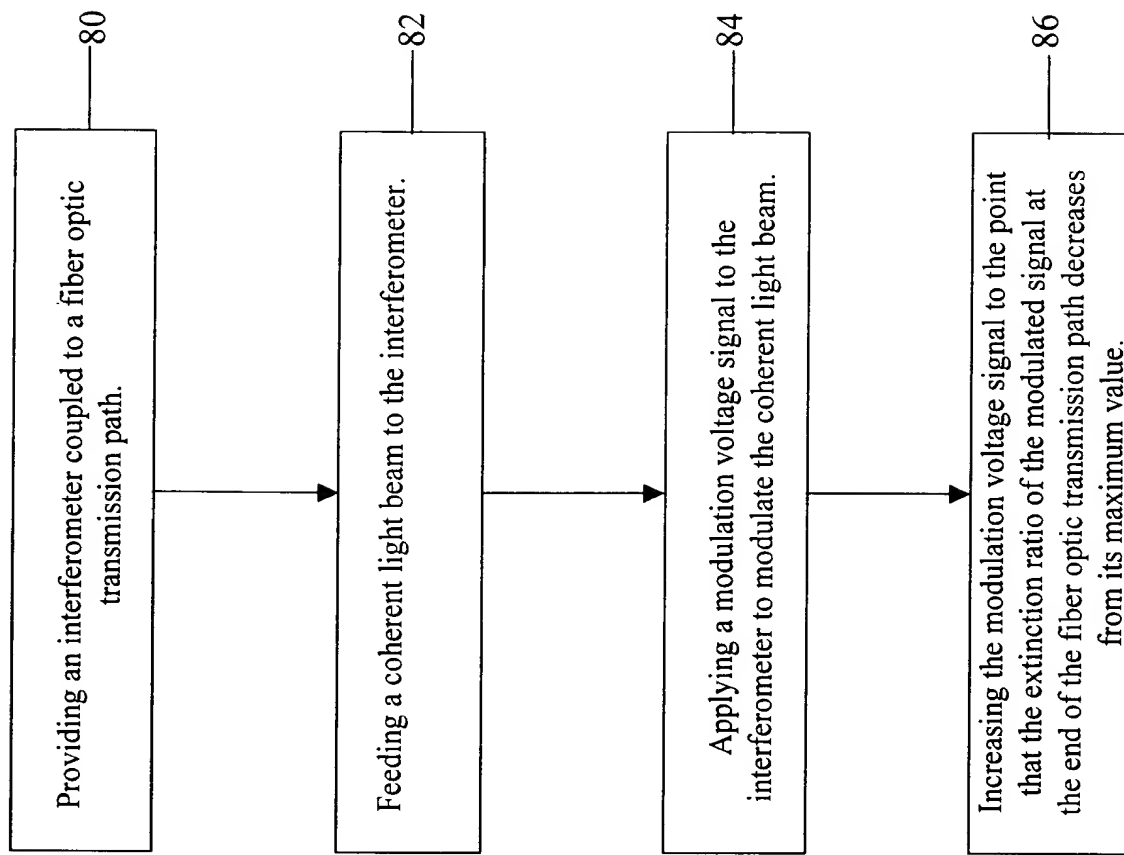 Providing an interferometer coupled to a fiber optic
transmission path.
80
Feeding a coherent light beam to the interferometer.
82
Applying a modulation voltage signal to the
interferometer to modulate the coherent light beam.
84
Increasing the modulation voltage signal to the point
that the extinction ratio of the modulated signal at
the end of the fiber optic transmission path decreases
from its maximum value.
86